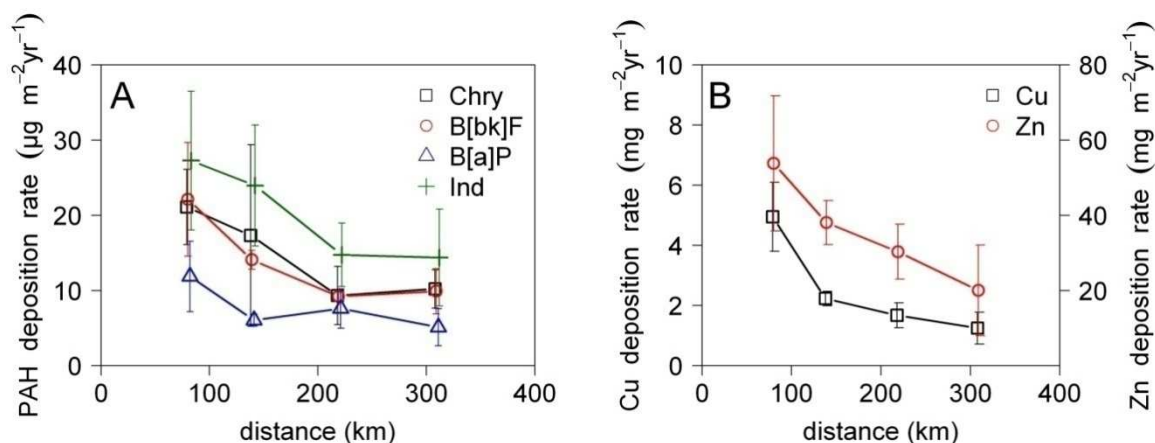 A
PAH deposition rate (µg m⁻²yr⁻¹)
40
30
20
10
0
0 100 200 300 400
distance (km)
Chry
B[bk]F
B[a]P
Ind
B
Cu deposition rate (mg m⁻²yr⁻¹)
10
8
6
4
2
0
0 100 200 300 400
distance (km)
Cu
Zn
80
60
40
20
Zn deposition rate (mg m⁻²yr⁻¹)